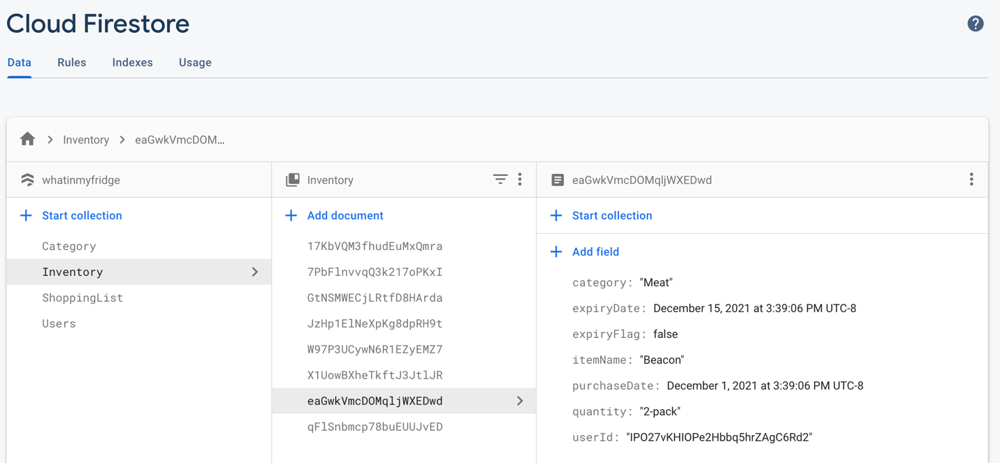 Cloud Firestore
?
Data Rules Indexes Usage
Inventory eaGwkVmcDOM...
whatinmyfridge
Start collection
Category
Inventory
ShoppingList
Users
Inventory
Add document
17KbVQM3fhudEuMxQmra
7PbFlnvvqQ3k217oPKxI
GtNSMWECjLRtfD8HArda
JzHp1ElNeXpKg8dpRH9t
W97P3UCywN6R1EZyEMZ7
X1UowBXheTkftJ3JtlJR
eaGwkVmcDOMqljWXEDwd
qFlSnbmcp78buEUUJvED
eaGwkVmcDOMqljWXEDwd
Start collection
Add field
category: "Meat"
expiryDate: December 15, 2021 at 3:39:06 PM UTC-8
expiryFlag: false
itemName: "Beacon"
purchaseDate: December 1, 2021 at 3:39:06 PM UTC-8
quantity: "2-pack"
userId: "IPO27vKHIOPe2Hbbq5hrZAgC6Rd2"